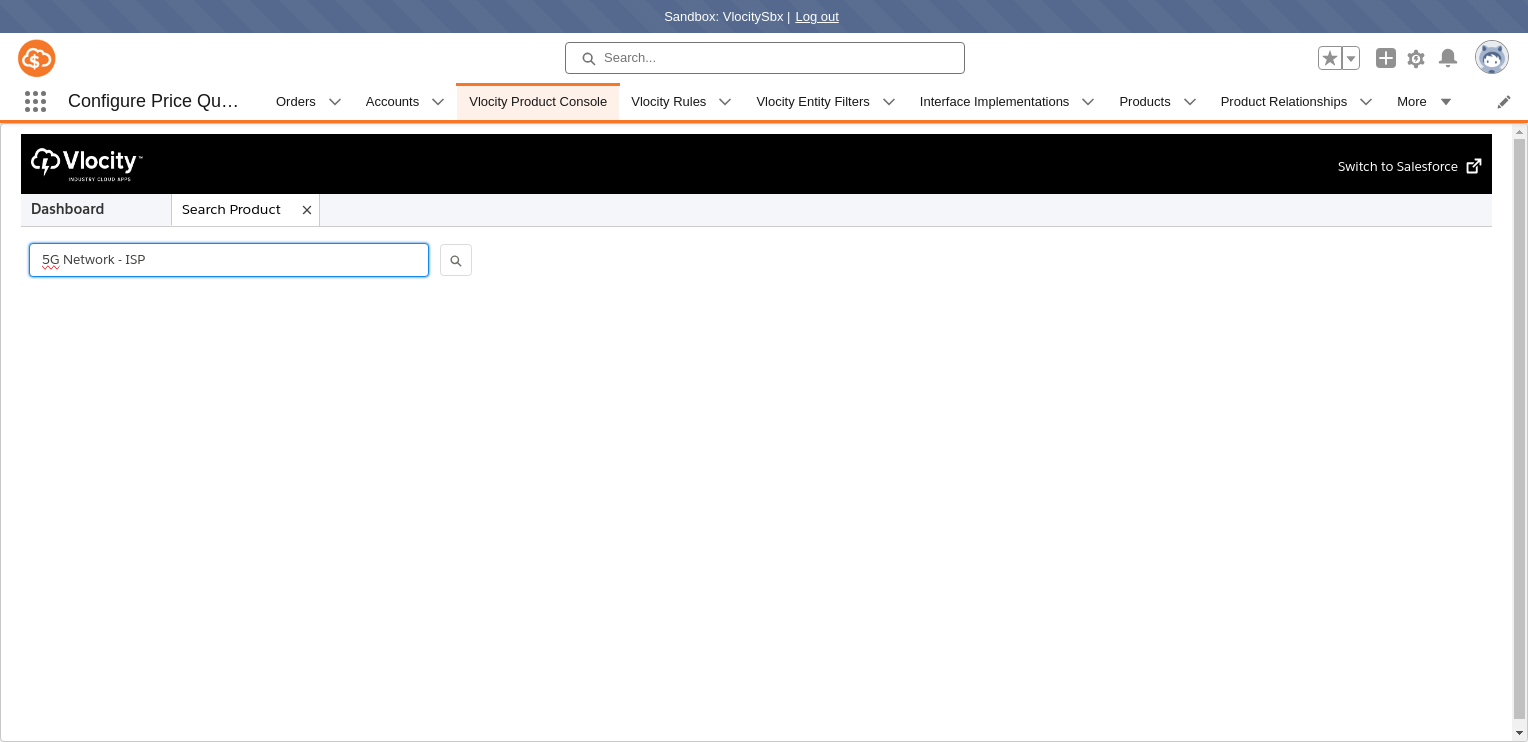 Sandbox: VlocitySbx | Log out
Search...
Configure Price Qu...
Orders
Accounts
Vlocity Product Console
Vlocity Rules
Vlocity Entity Filters
Interface Implementations
Products
Product Relationships
More
Vlocity™
INDUSTRY CLOUD APPS
Switch to Salesforce
Dashboard
Search Product
5G Network - ISP